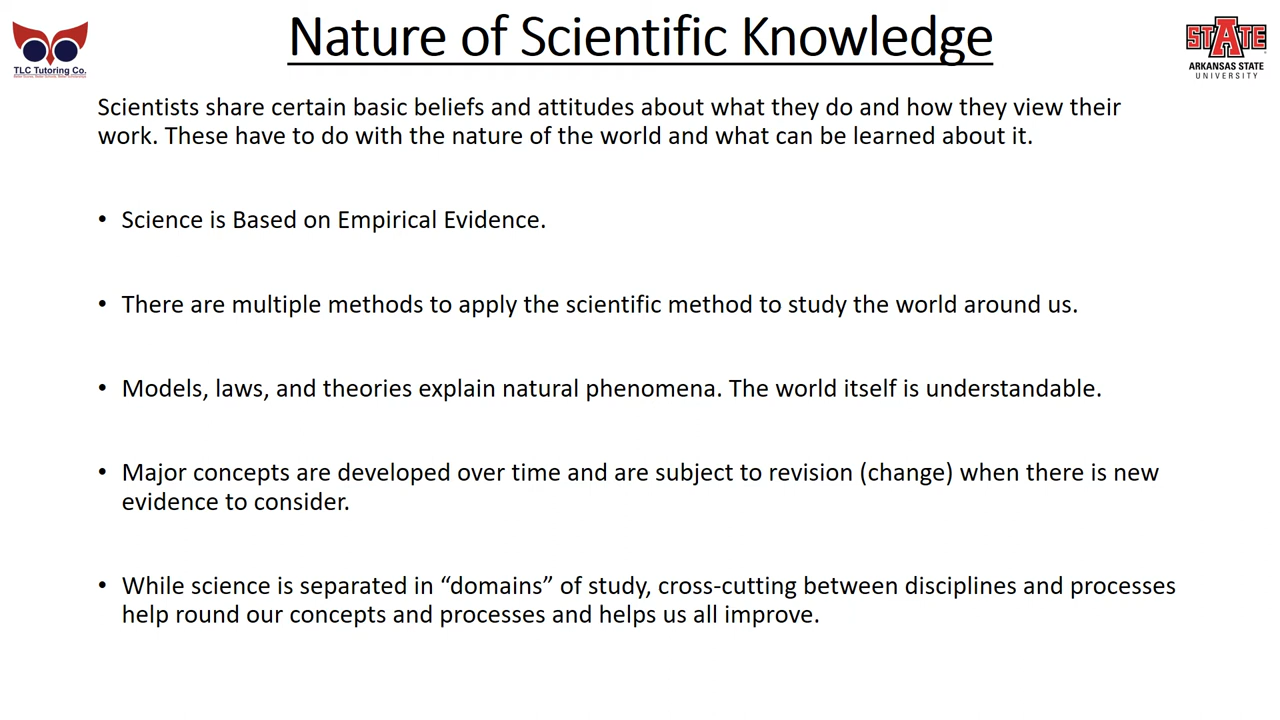 Nature of Scientific Knowledge
TLC Tutoring Co.
STATE
ARKANSAS STATE
UNIVERSITY
Scientists share certain basic beliefs and attitudes about what they do and how they view their
work. These have to do with the nature of the world and what can be learned about it.
• Science is Based on Empirical Evidence.
• There are multiple methods to apply the scientific method to study the world around us.
• Models, laws, and theories explain natural phenomena. The world itself is understandable.
• Major concepts are developed over time and are subject to revision (change) when there is new
evidence to consider.
• While science is separated in “domains” of study, cross-cutting between disciplines and processes
help round our concepts and processes and helps us all improve.